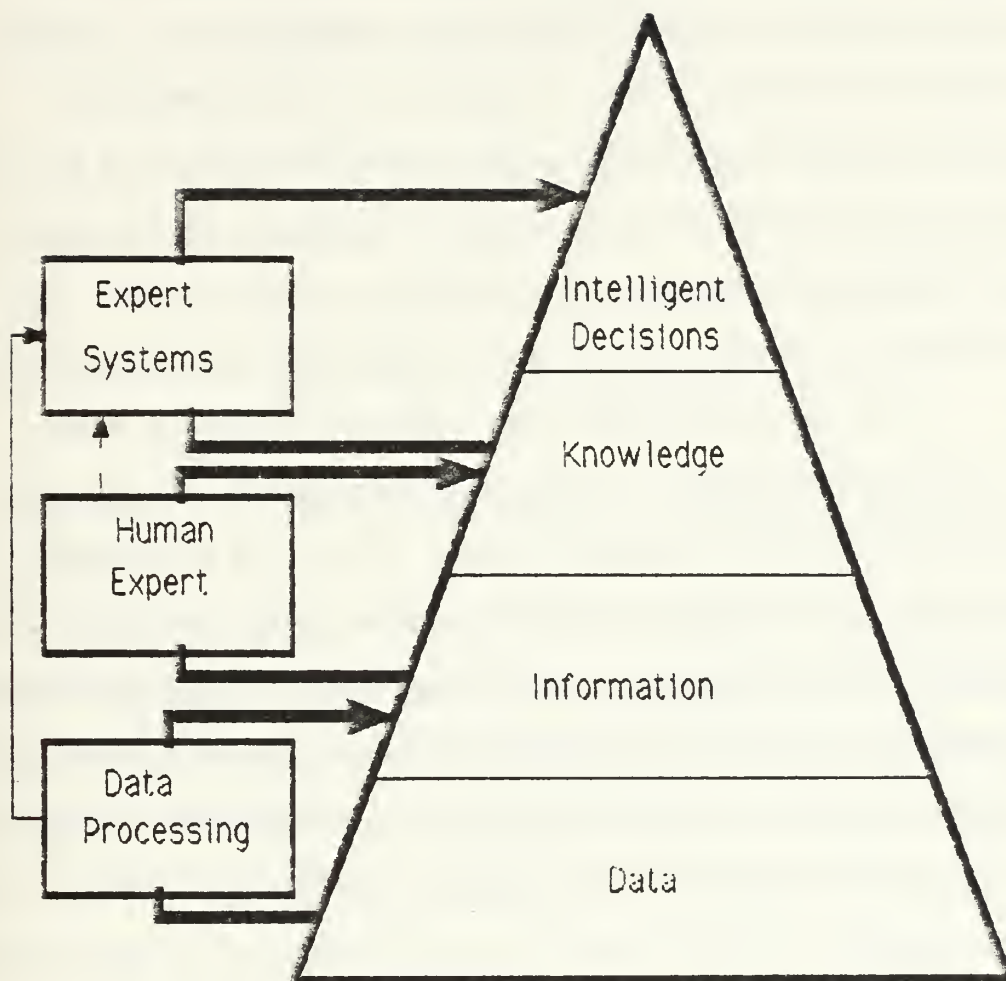 Expert
Systems
Intelligent
Decisions
Knowledge
Human
Expert
Information
Data
Processing
Data